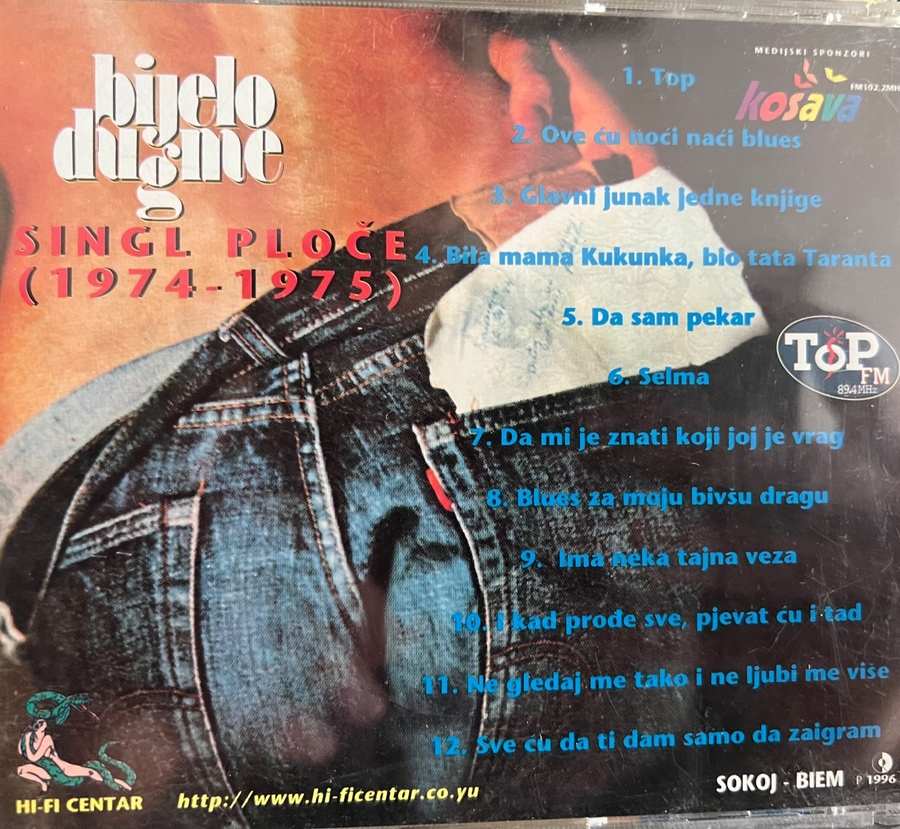 bijelo
dugme
SINGL PLOČE
(1974-1975)
MEDIJSKI SPONZORI
košava
FM102,2MH
1. Top
2. Ove ću noći naći blues
3. Glavni junak jedne knjige
4. Bila mama Kukunka, bio tata Taranta
5. Da sam pekar
6. Selma
7. Da mi je znati koji joj je vrag
8. Blues za moju bivšu dragu
9. Ima neka tajna veza
10. I kad prođe sve, pjevat ću i tad
11. Ne gledaj me tako i ne ljubi me više
12. Sve ću da ti dam samo da zaigram
TOP
FM
89.4 MHz
HI-FI CENTAR
http://www.hi-ficentar.co.yu
SOKOJ - BIEM P 1996